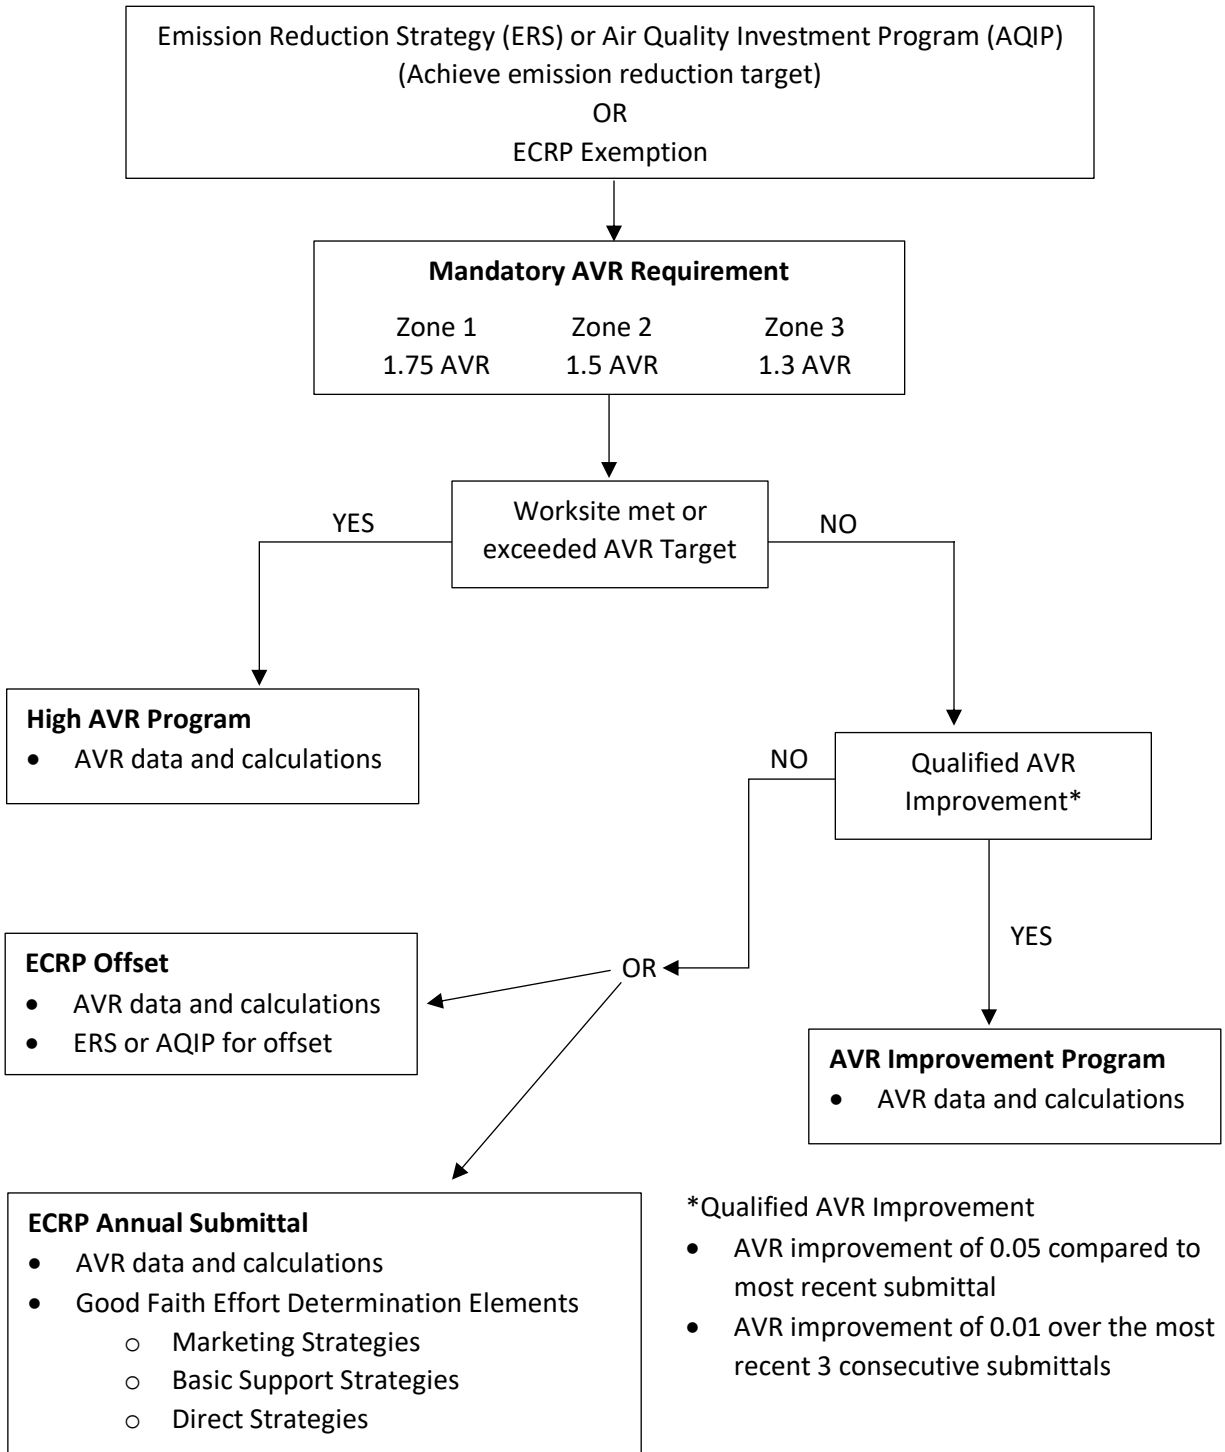 Emission Reduction Strategy (ERS) or Air Quality Investment Program (AQIP)
(Achieve emission reduction target)
OR
ECRP Exemption
Mandatory AVR Requirement
Zone 1 Zone 2 Zone 3
1.75 AVR 1.5 AVR 1.3 AVR
Worksite met or
exceeded AVR Target
YES
NO
High AVR Program
• AVR data and calculations
Qualified AVR
Improvement*
NO
YES
OR
ECRP Offset
• AVR data and calculations
• ERS or AQIP for offset
AVR Improvement Program
• AVR data and calculations
ECRP Annual Submittal
• AVR data and calculations
• Good Faith Effort Determination Elements
o Marketing Strategies
o Basic Support Strategies
o Direct Strategies
*Qualified AVR Improvement
• AVR improvement of 0.05 compared to
most recent submittal
• AVR improvement of 0.01 over the most
recent 3 consecutive submittals